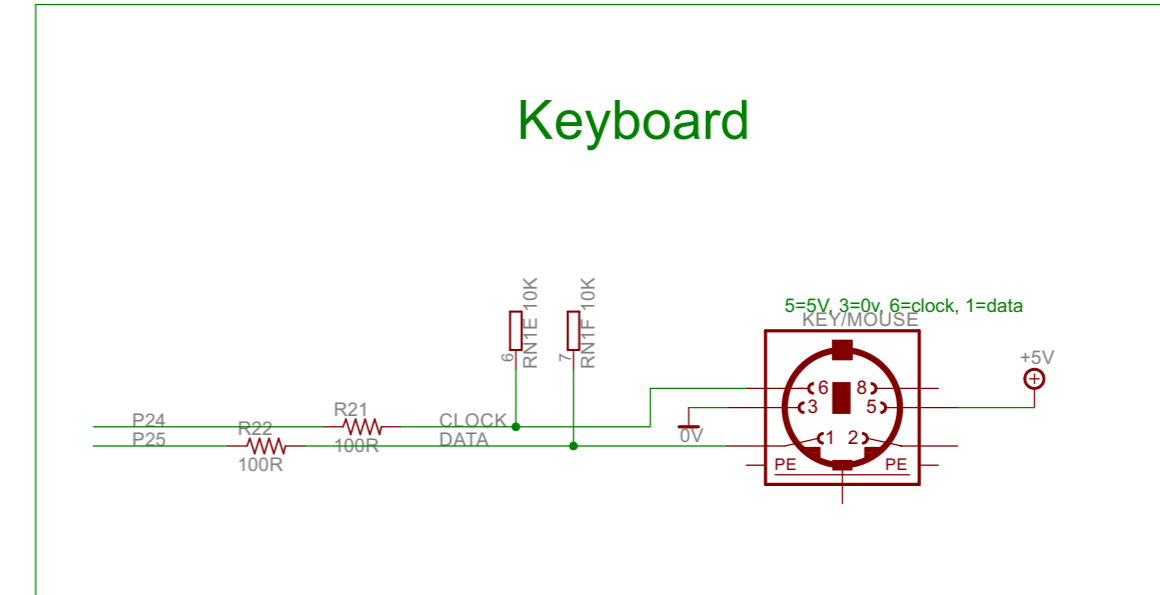 Keyboard
RN1E 10K
RN1F 10K
6
7
5=5V, 3=0v, 6=clock, 1=data
KEY/MOUSE
+5V
6 8
3 5
1 2
PE PE
0V
P24
R21
100R
CLOCK
P25
R22
100R
DATA